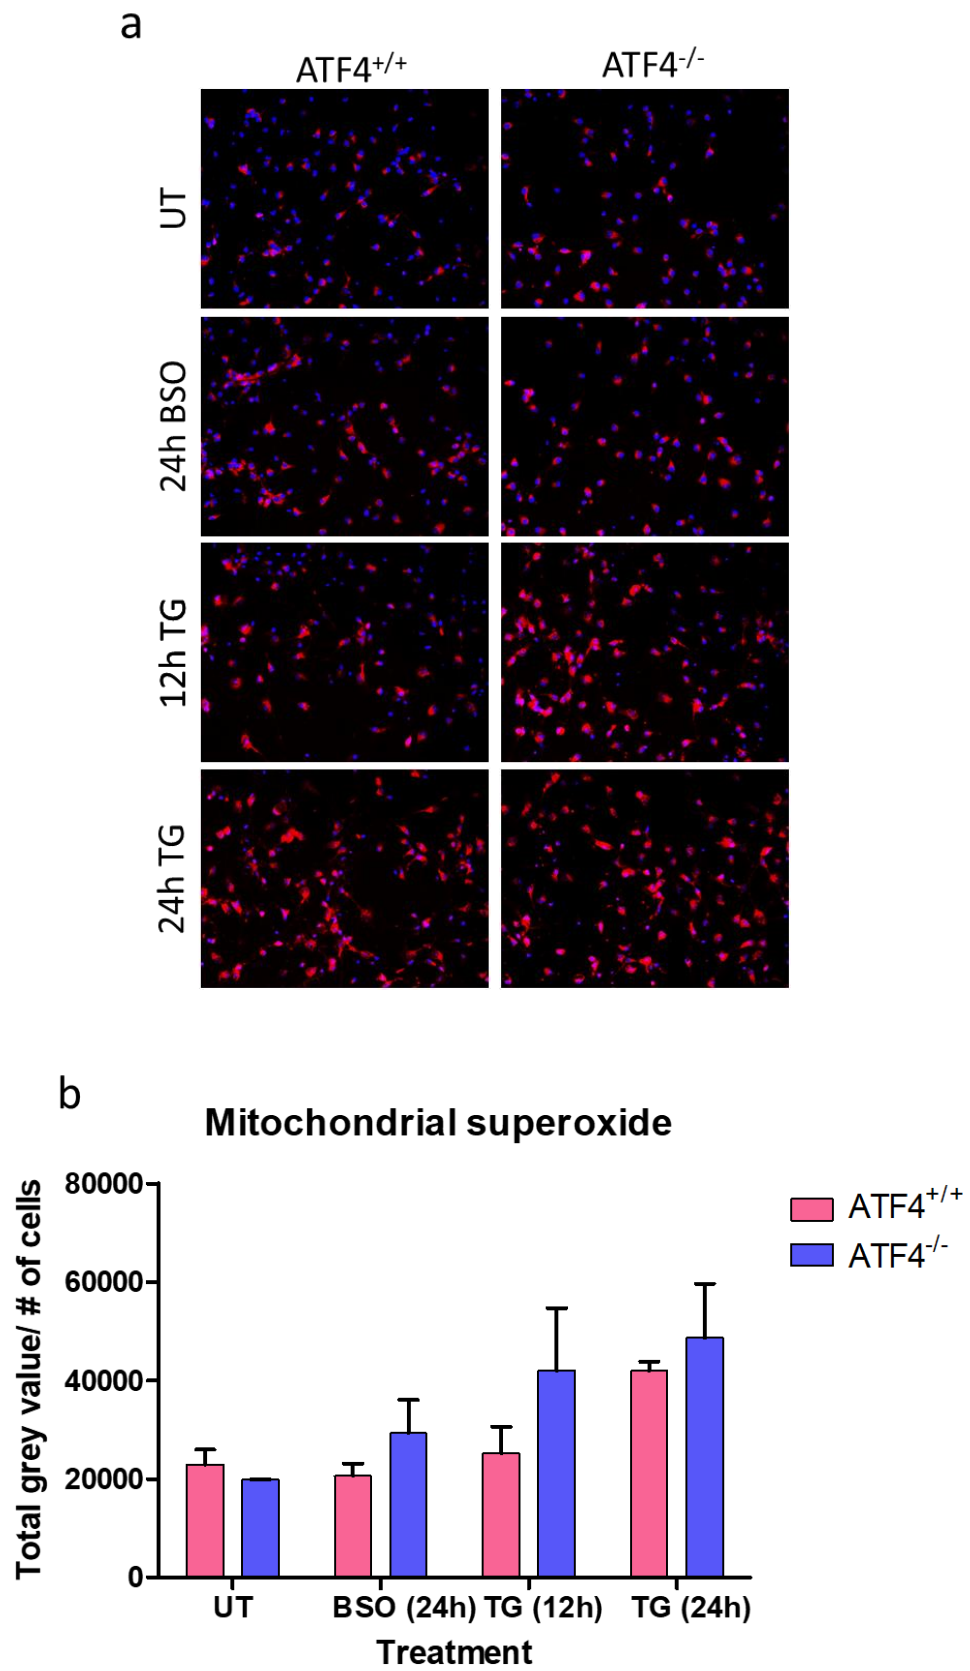 a
ATF4+/+ ATF4-/-
UT
24h BSO
12h TG
24h TG
b
Mitochondrial superoxide
Total grey value/ # of cells
80000
60000
40000
20000
0
UT BSO (24h) TG (12h) TG (24h)
Treatment
ATF4+/+
ATF4-/-